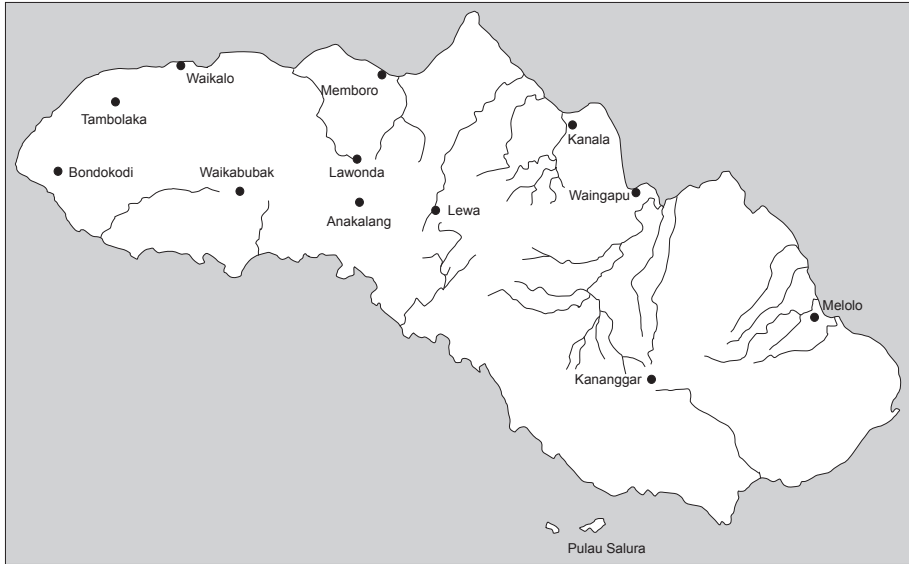 Waikalo
Memboro
Tambolaka
Kanala
Bondokodi
Waikabubak
Lawonda
Waingapu
Anakalang
Lewa
Melolo
Kananggar
Pulau Salura